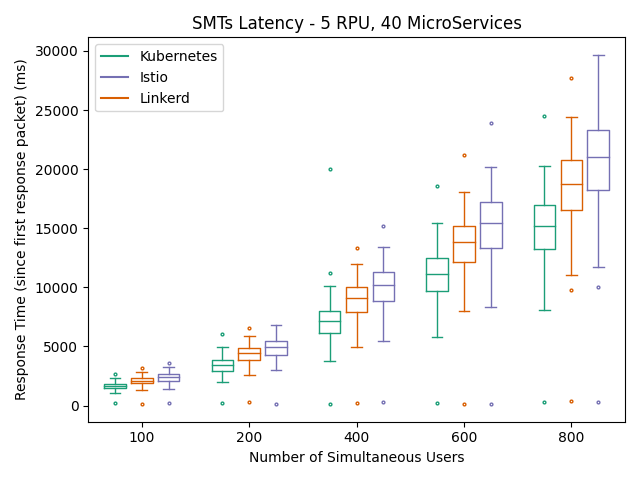 SMTs Latency - 5 RPU, 40 MicroServices
Response Time (since first response packet) (ms)
30000
25000
20000
15000
10000
5000
0
Kubernetes
Istio
Linkerd
100
200
400
600
800
Number of Simultaneous Users